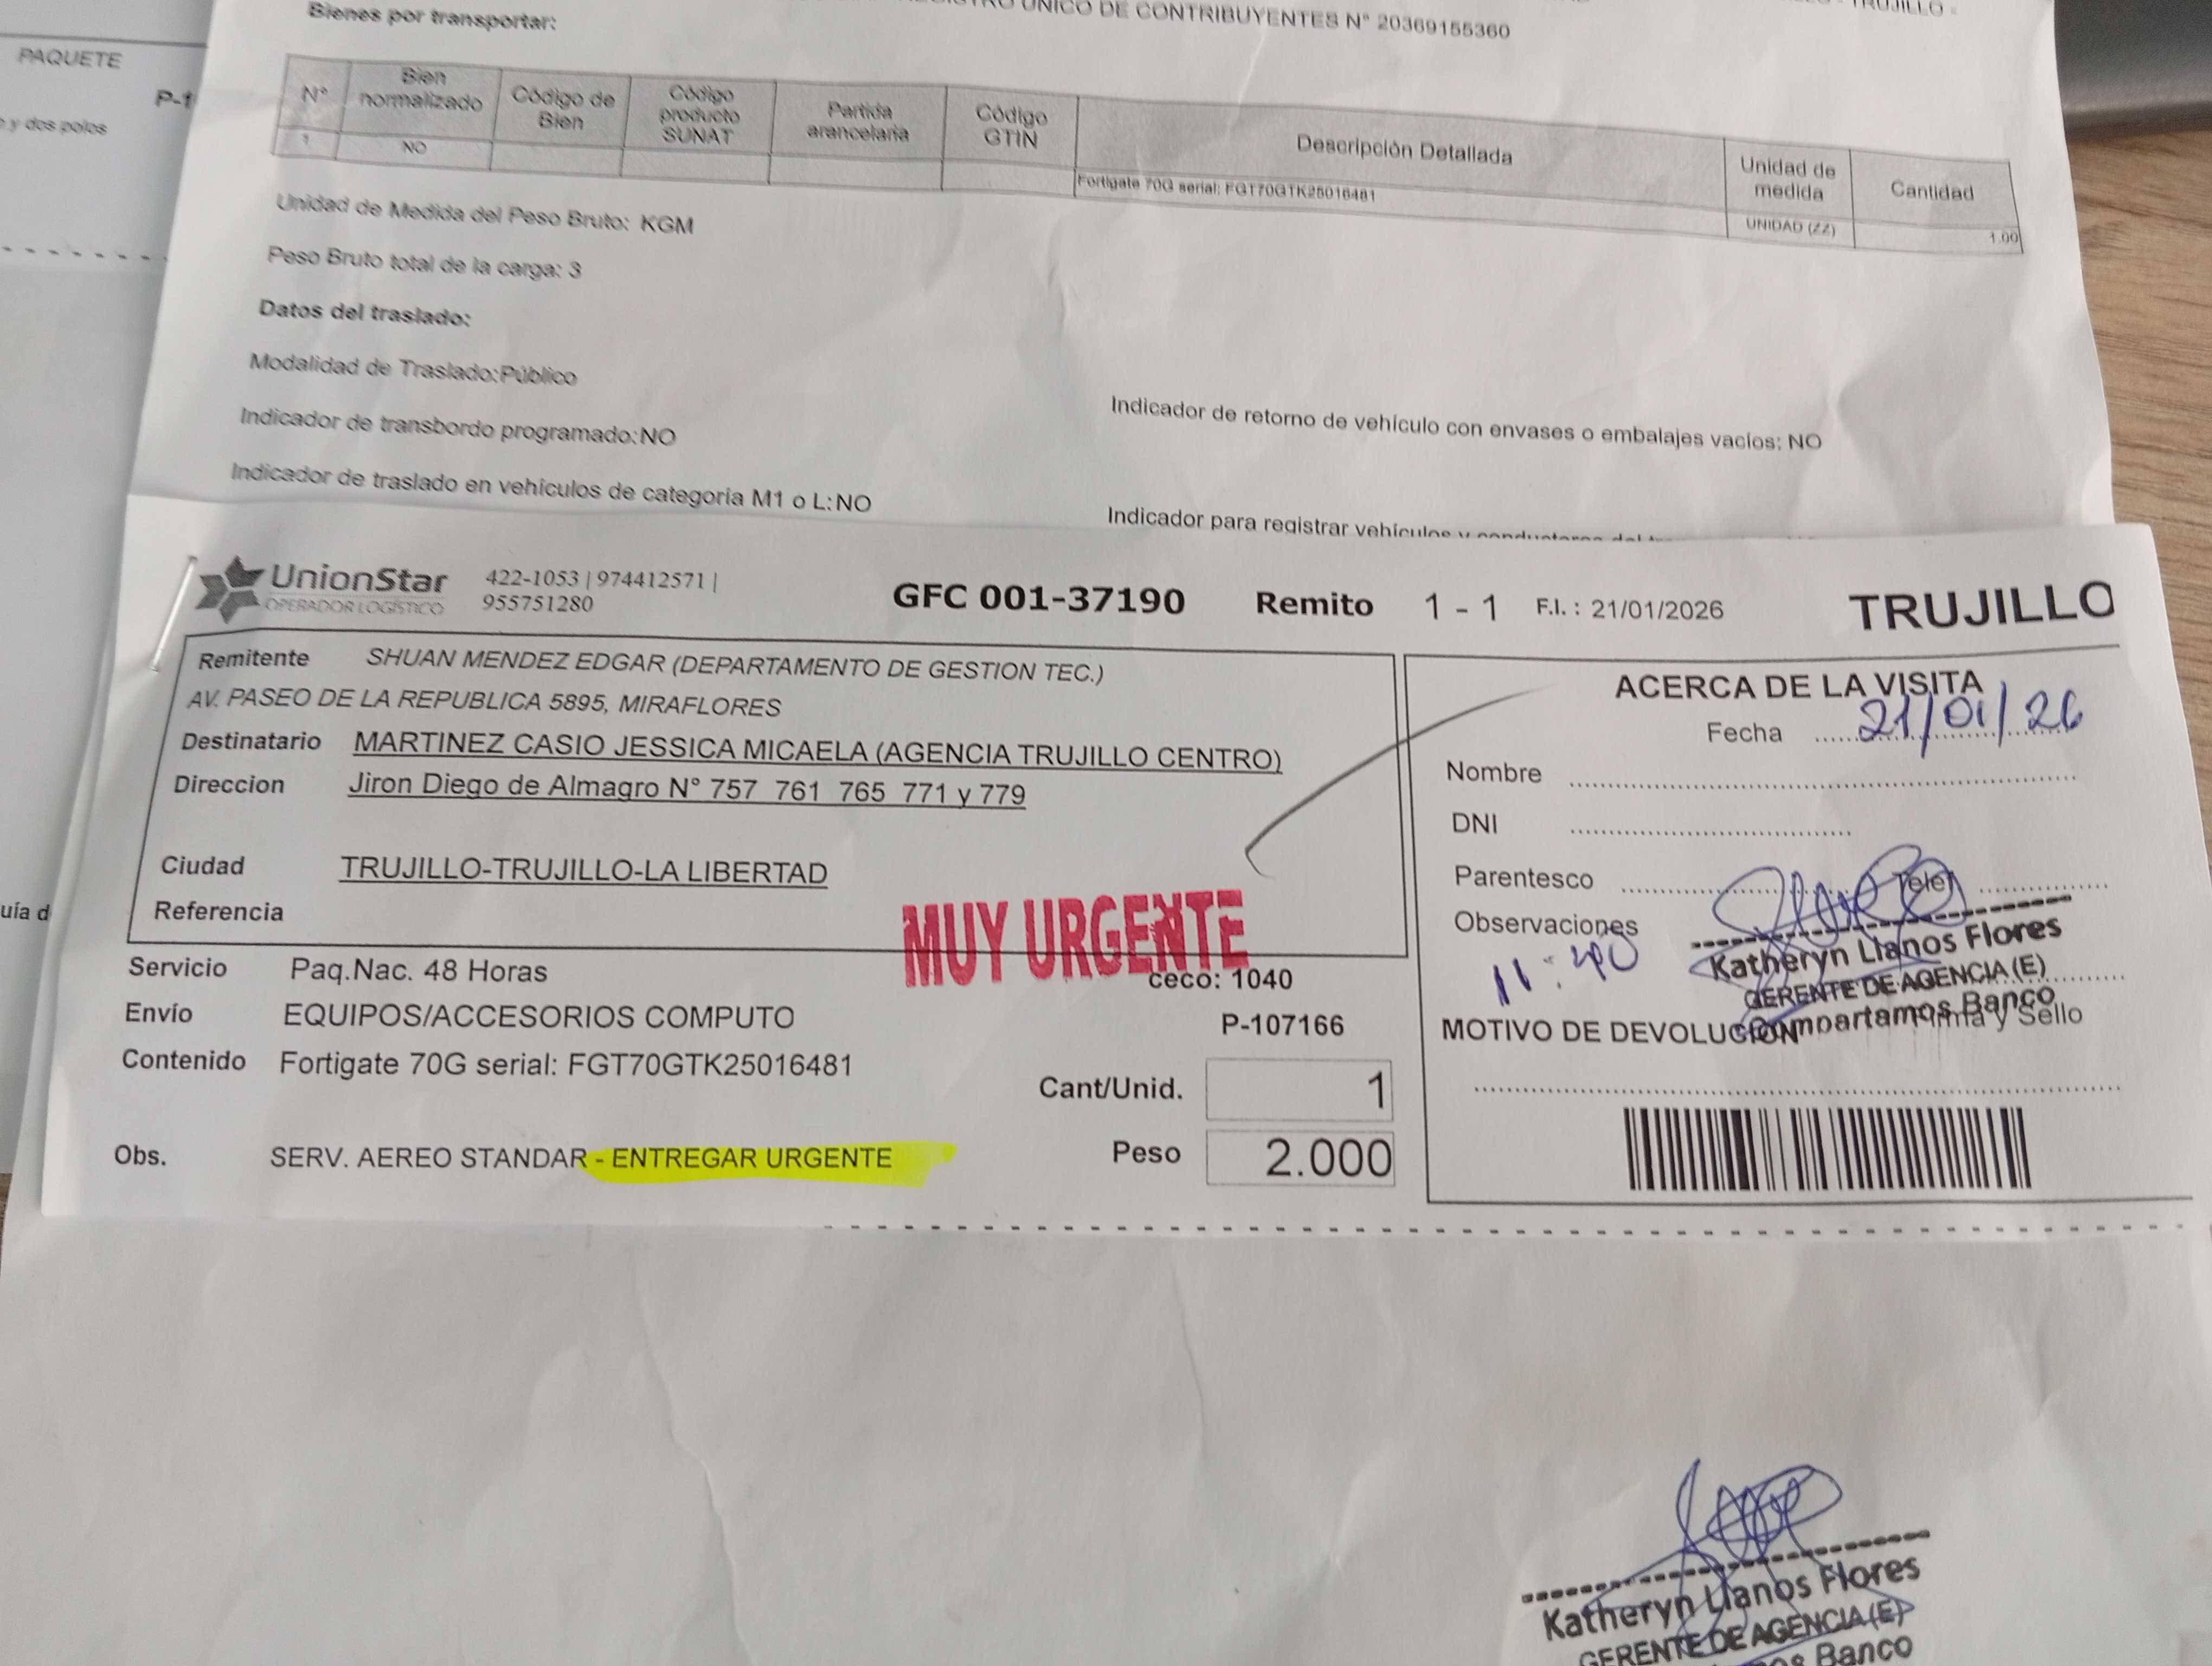 PAQUETE
P-1
y dos polos
uía d
ÚNICO DE CONTRIBUYENTES N° 20369155360
TRUJILLO -
Bienes por transportar:
N° Bien normalizado Código de Bien Código producto SUNAT Partida arancelaria Código GTIN Descripción Detallada Unidad de medida Cantidad
1 NO Fortigate 70G serial: FGT70GTK25016481 UNIDAD (ZZ) 1.00
Unidad de Medida del Peso Bruto: KGM
Peso Bruto total de la carga: 3
Datos del traslado:
Modalidad de Traslado:Público
Indicador de transbordo programado:NO
Indicador de retorno de vehículo con envases o embalajes vacíos: NO
Indicador de traslado en vehículos de categoría M1 o L:NO
Indicador para registrar vehículos y conductores del
UnionStar
OPERADOR LOGÍSTICO
422-1053 | 974412571 |
955751280
GFC 001-37190 Remito 1 - 1 F.I. : 21/01/2026 TRUJILLO
Remitente SHUAN MENDEZ EDGAR (DEPARTAMENTO DE GESTION TEC.)
AV. PASEO DE LA REPUBLICA 5895, MIRAFLORES
Destinatario MARTINEZ CASIO JESSICA MICAELA (AGENCIA TRUJILLO CENTRO)
Direccion Jiron Diego de Almagro N° 757 761 765 771 y 779
Ciudad TRUJILLO-TRUJILLO-LA LIBERTAD
Referencia
MUY URGENTE
Servicio Paq.Nac. 48 Horas
ceco: 1040
Envío EQUIPOS/ACCESORIOS COMPUTO
P-107166
Contenido Fortigate 70G serial: FGT70GTK25016481
Cant/Unid. 1
Obs. SERV. AEREO STANDAR - ENTREGAR URGENTE
Peso 2.000
ACERCA DE LA VISITA
Fecha 21/01/26
Nombre
DNI
Parentesco Telef
Observaciones
11:40
Katheryn Llanos Flores
GERENTE DE AGENCIA (E)
Compartamos Banco
Firma y Sello
MOTIVO DE DEVOLUCION
Katheryn Llanos Flores
GERENTE DE AGENCIA (E)
Banco